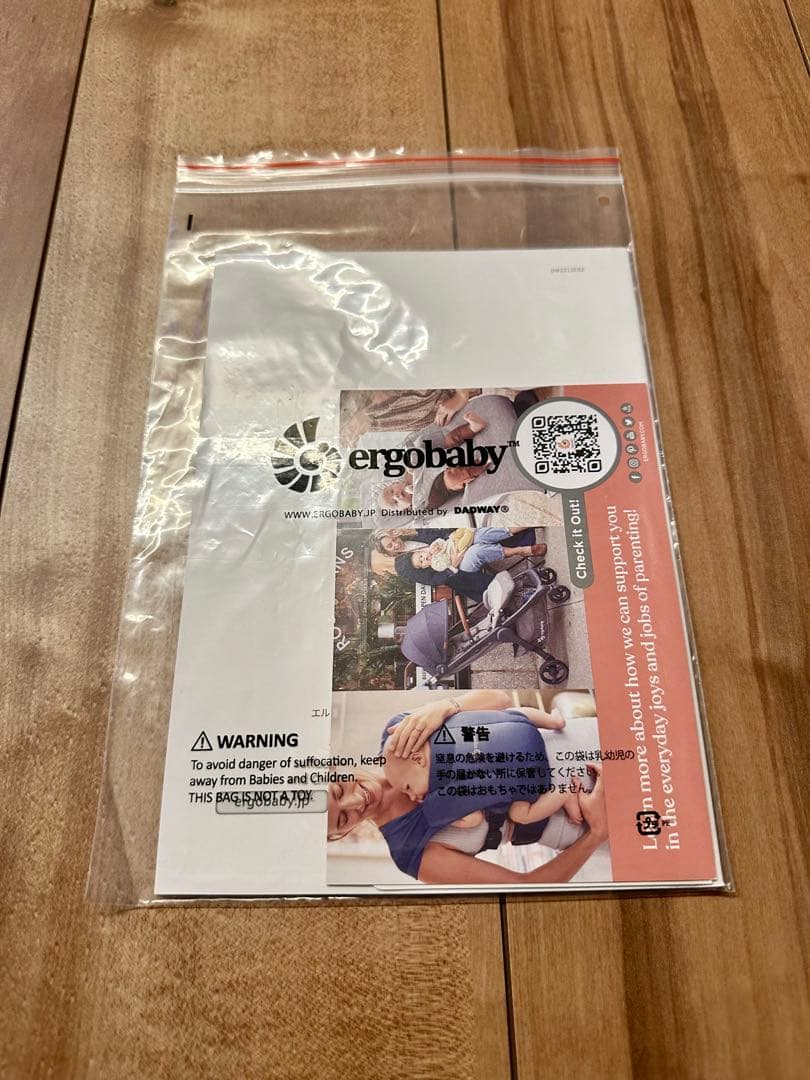 ergobaby™
WWW.ERGOBABY.JP Distributed by DADWAY®
Check it Out!
ERGOBABY.COM
Learn more about how we can support you
in the everyday joys and jobs of parenting!
エル
WARNING
To avoid danger of suffocation, keep
away from Babies and Children.
THIS BAG IS NOT A TOY.
ergobaby.jp
警告
窒息の危険を避けるため、この袋は乳幼児の
手の届かない所に保管してください。
この袋はおもちゃではありません。
PE